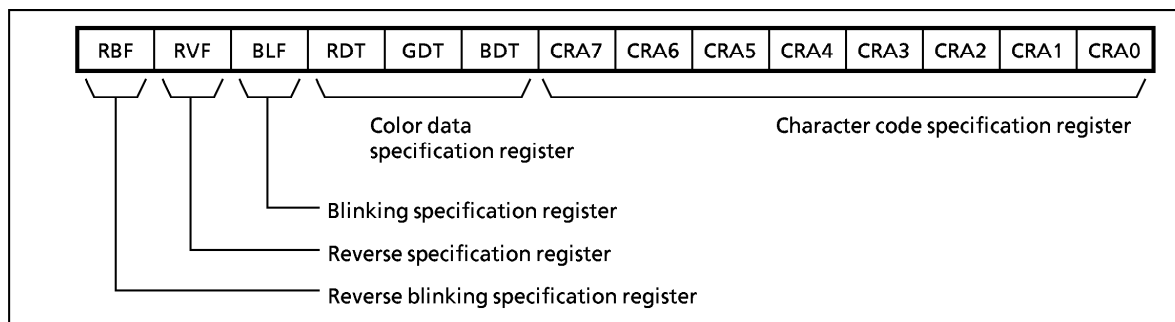 RBF RVF BLF RDT GDT BDT CRA7 CRA6 CRA5 CRA4 CRA3 CRA2 CRA1 CRA0
Color data
specification register
Character code specification register
Blinking specification register
Reverse specification register
Reverse blinking specification register